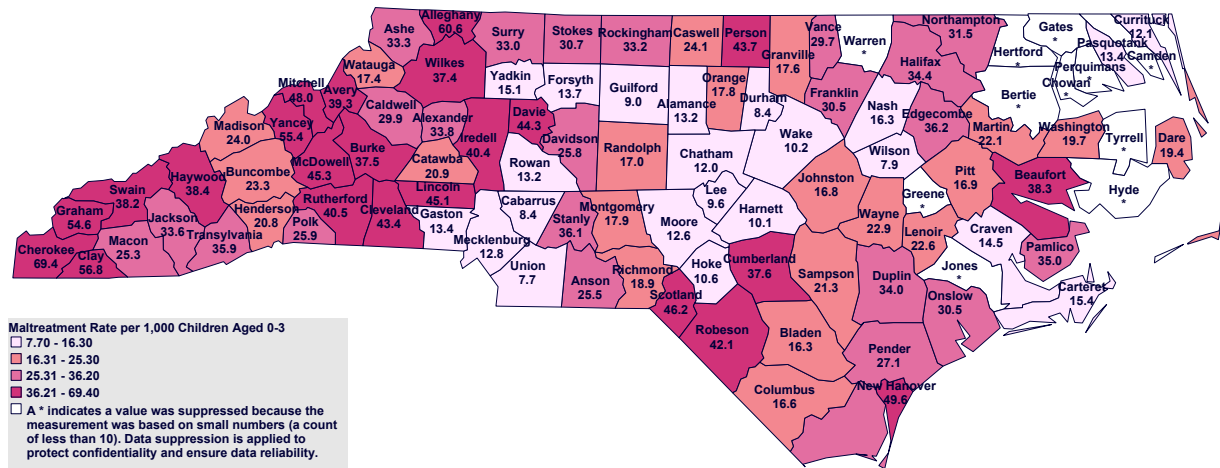 Alleghany
60.6
Ashe
33.3
Surry
33.0
Stokes
30.7
Rockingham
33.2
Caswell
24.1
Person
43.7
Granville
17.6
Vance
29.7
Warren
*
Northampton
31.5
Hertford
*
Gates
*
Currituck
12.1
Pasquotank
13.4
Camden
*
Perquimans
*
Chowan
*
Watauga
17.4
Wilkes
37.4
Yadkin
15.1
Forsyth
13.7
Guilford
9.0
Alamance
13.2
Orange
17.8
Durham
8.4
Franklin
30.5
Halifax
34.4
Bertie
*
Mitchell
48.0
Avery
39.3
Caldwell
29.9
Alexander
33.8
Iredell
40.4
Davie
44.3
Davidson
25.8
Randolph
17.0
Chatham
12.0
Wake
10.2
Nash
16.3
Edgecombe
36.2
Martin
22.1
Washington
19.7
Tyrrell
*
Dare
19.4
Madison
24.0
Yancey
55.4
McDowell
45.3
Burke
37.5
Catawba
20.9
Rowan
13.2
Wilson
7.9
Pitt
16.9
Beaufort
38.3
Hyde
*
Haywood
38.4
Buncombe
23.3
Rutherford
40.5
Cleveland
43.4
Lincoln
45.1
Gaston
13.4
Cabarrus
8.4
Stanly
36.1
Montgomery
17.9
Moore
12.6
Lee
9.6
Harnett
10.1
Johnston
16.8
Wayne
22.9
Greene
*
Lenoir
22.6
Craven
14.5
Pamlico
35.0
Swain
38.2
Graham
54.6
Jackson
33.6
Transylvania
35.9
Henderson
20.8
Polk
25.9
Cherokee
69.4
Clay
56.8
Macon
25.3
Mecklenburg
12.8
Union
7.7
Anson
25.5
Richmond
18.9
Scotland
46.2
Hoke
10.6
Cumberland
37.6
Sampson
21.3
Duplin
34.0
Jones
*
Onslow
30.5
Carteret
15.4
Robeson
42.1
Bladen
16.3
Pender
27.1
Columbus
16.6
New Hanover
49.6
Maltreatment Rate per 1,000 Children Aged 0-3
7.70 - 16.30
16.31 - 25.30
25.31 - 36.20
36.21 - 69.40
A * indicates a value was suppressed because the
measurement was based on small numbers (a count
of less than 10). Data suppression is applied to
protect confidentiality and ensure data reliability.